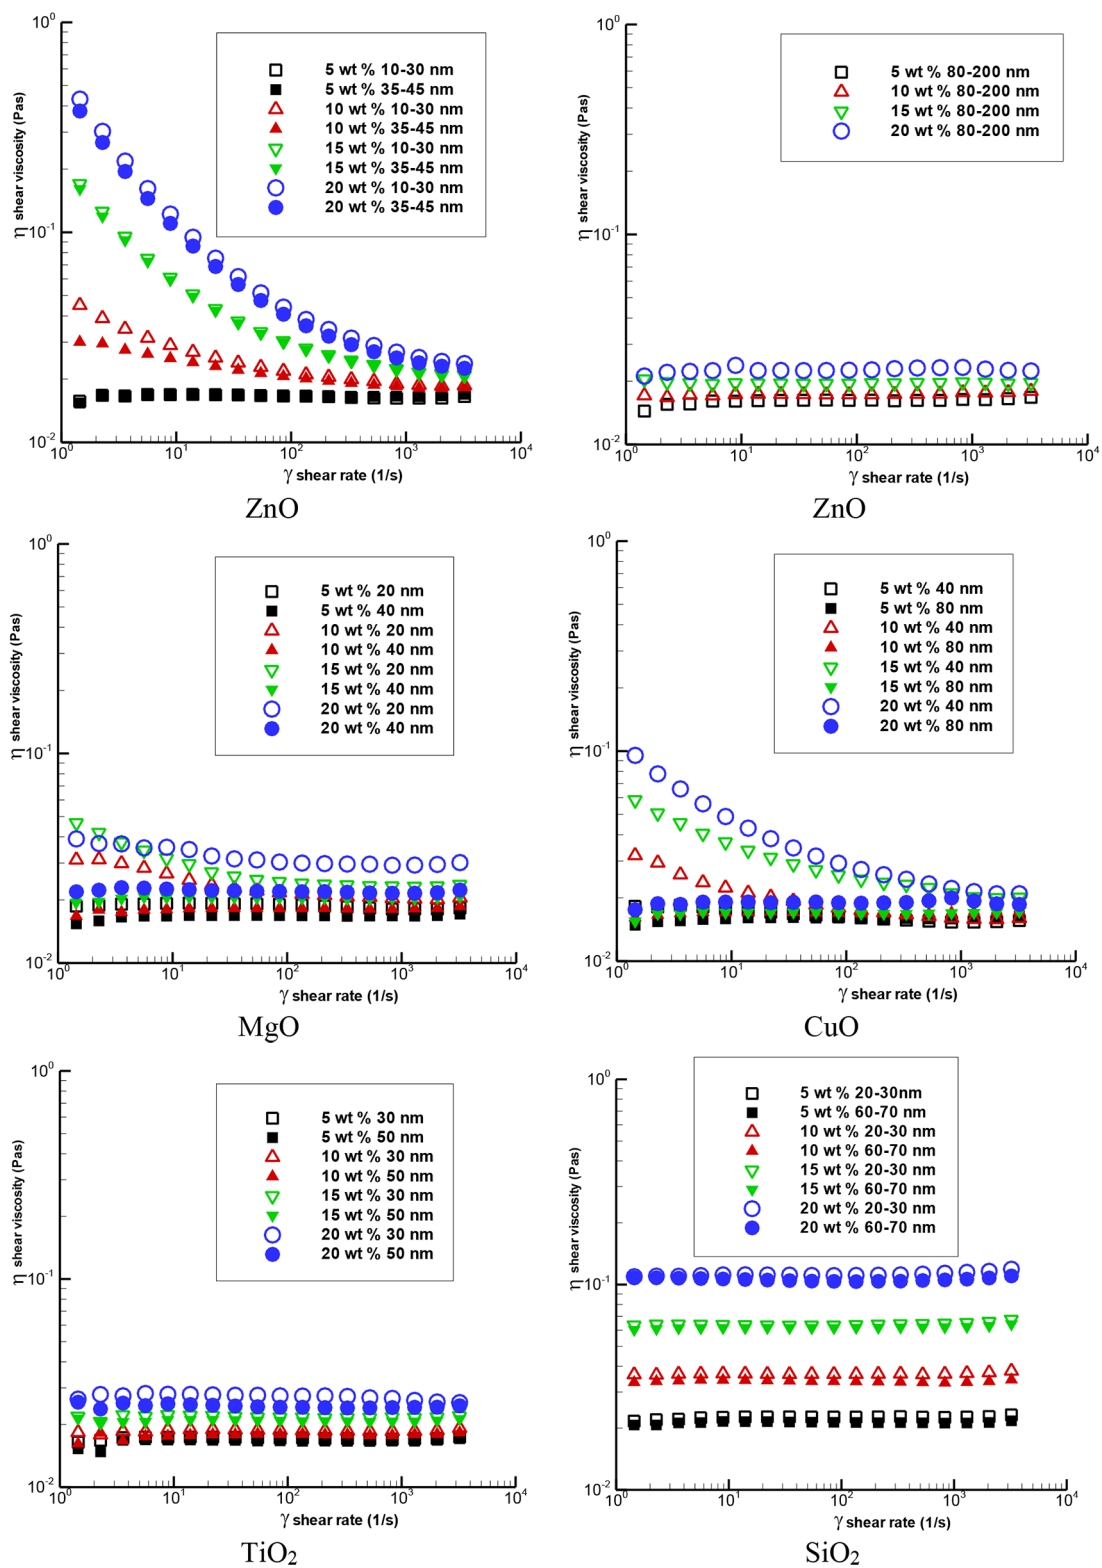 10⁰
5 wt % 10-30 nm
5 wt % 35-45 nm
10 wt % 10-30 nm
10 wt % 35-45 nm
15 wt % 10-30 nm
15 wt % 35-45 nm
20 wt % 10-30 nm
20 wt % 35-45 nm
η shear viscosity (Pas)
10⁻¹
10⁻²
10⁰ 10¹ 10² 10³ 10⁴
γ shear rate (1/s)
ZnO
10⁰
5 wt % 80-200 nm
10 wt % 80-200 nm
15 wt % 80-200 nm
20 wt % 80-200 nm
η shear viscosity (Pas)
10⁻¹
10⁻²
10⁰ 10¹ 10² 10³ 10⁴
γ shear rate (1/s)
ZnO
10⁰
5 wt % 20 nm
5 wt % 40 nm
10 wt % 20 nm
10 wt % 40 nm
15 wt % 20 nm
15 wt % 40 nm
20 wt % 20 nm
20 wt % 40 nm
η shear viscosity (Pas)
10⁻¹
10⁻²
10⁰ 10¹ 10² 10³ 10⁴
γ shear rate (1/s)
MgO
10⁰
5 wt % 40 nm
5 wt % 80 nm
10 wt % 40 nm
10 wt % 80 nm
15 wt % 40 nm
15 wt % 80 nm
20 wt % 40 nm
20 wt % 80 nm
η shear viscosity (Pas)
10⁻¹
10⁻²
10⁰ 10¹ 10² 10³ 10⁴
γ shear rate (1/s)
CuO
10⁰
5 wt % 30 nm
5 wt % 50 nm
10 wt % 30 nm
10 wt % 50 nm
15 wt % 30 nm
15 wt % 50 nm
20 wt % 30 nm
20 wt % 50 nm
η shear viscosity (Pas)
10⁻¹
10⁻²
10⁰ 10¹ 10² 10³ 10⁴
γ shear rate (1/s)
TiO₂
10⁰
5 wt % 20-30nm
5 wt % 60-70 nm
10 wt % 20-30 nm
10 wt % 60-70 nm
15 wt % 20-30 nm
15 wt % 60-70 nm
20 wt % 20-30 nm
20 wt % 60-70 nm
η shear viscosity (Pas)
10⁻¹
10⁻²
10⁰ 10¹ 10² 10³ 10⁴
γ shear rate (1/s)
SiO₂